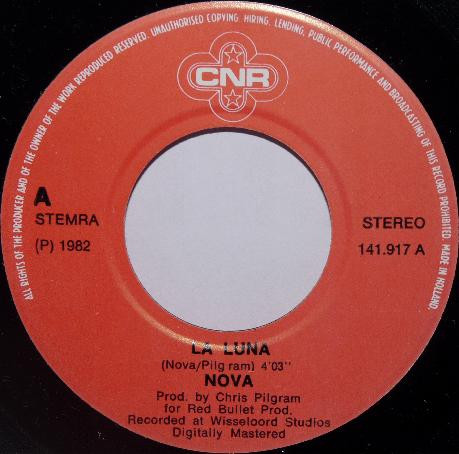 ALL RIGHTS OF THE PRODUCER AND OF THE OWNER OF THE WORK REPRODUCED RESERVED. UNAUTHORISED COPYING, HIRING, LENDING, PUBLIC PERFORMANCE AND BROADCASTING OF THIS RECORD PROHIBITED. MADE IN HOLLAND.
CNR
A
STEMRA
(P) 1982
STEREO
141.917 A
LA LUNA
(Nova/Pilgram) 4'03"
NOVA
Prod. by Chris Pilgram
for Red Bullet Prod.
Recorded at Wisseloord Studios
Digitally Mastered